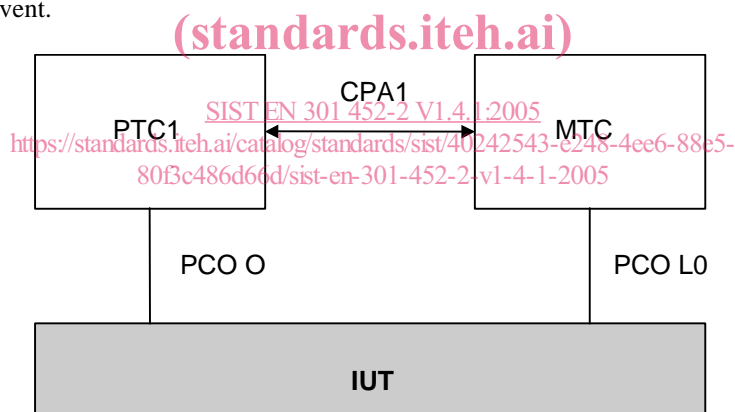 vent.
(standards.iteh.ai)
CPA1
SIST EN 301 452-2 V1.4.1:2005
PTC1
MTC
https://standards.iteh.ai/catalog/standards/sist/40242543-e248-4ee6-88e5-
80f3c486d66d/sist-en-301-452-2-v1-4-1-2005
PCO O
PCO L0
IUT